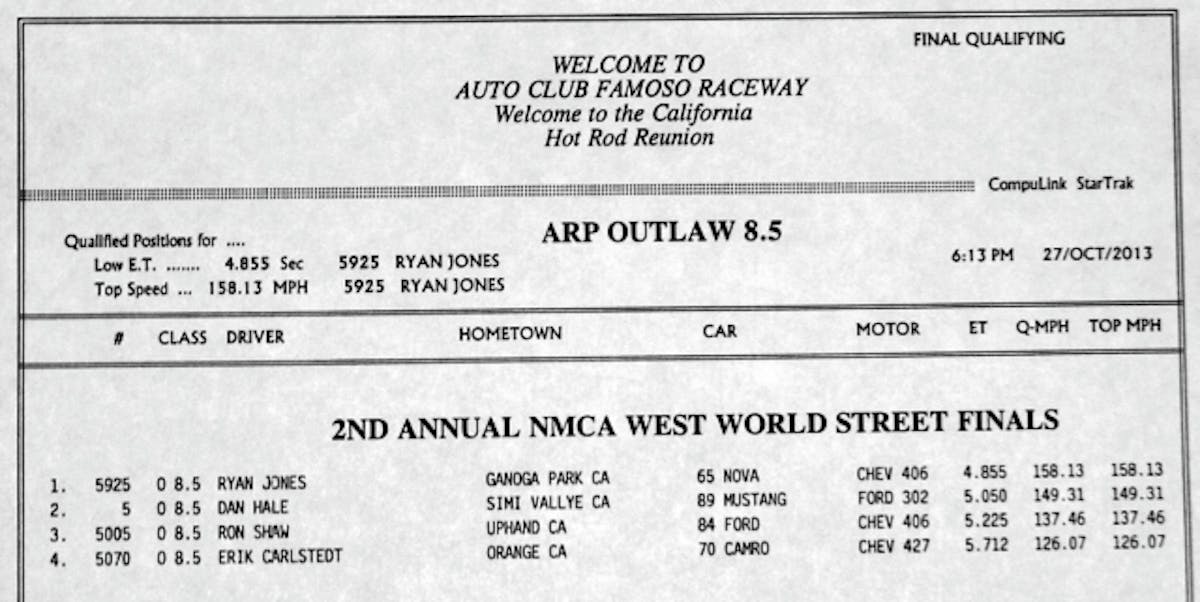 FINAL QUALIFYING
WELCOME TO
AUTO CLUB FAMOSO RACEWAY
Welcome to the California
Hot Rod Reunion
CompuLink StarTrak
ARP OUTLAW 8.5
Qualified Positions for ....
Low E.T. ....... 4.855 Sec 5925 RYAN JONES 6:13 PM 27/OCT/2013
Top Speed ... 158.13 MPH 5925 RYAN JONES
# CLASS DRIVER HOMETOWN CAR MOTOR ET Q-MPH TOP MPH
2ND ANNUAL NMCA WEST WORLD STREET FINALS
1. 5925 O 8.5 RYAN JONES GANOGA PARK CA 65 NOVA CHEV 406 4.855 158.13 158.13
2. 5 O 8.5 DAN HALE SIMI VALLYE CA 89 MUSTANG FORD 302 5.050 149.31 149.31
3. 5005 O 8.5 RON SHAW UPHAND CA 84 FORD CHEV 406 5.225 137.46 137.46
4. 5070 O 8.5 ERIK CARLSTEDT ORANGE CA 70 CAMRO CHEV 427 5.712 126.07 126.07